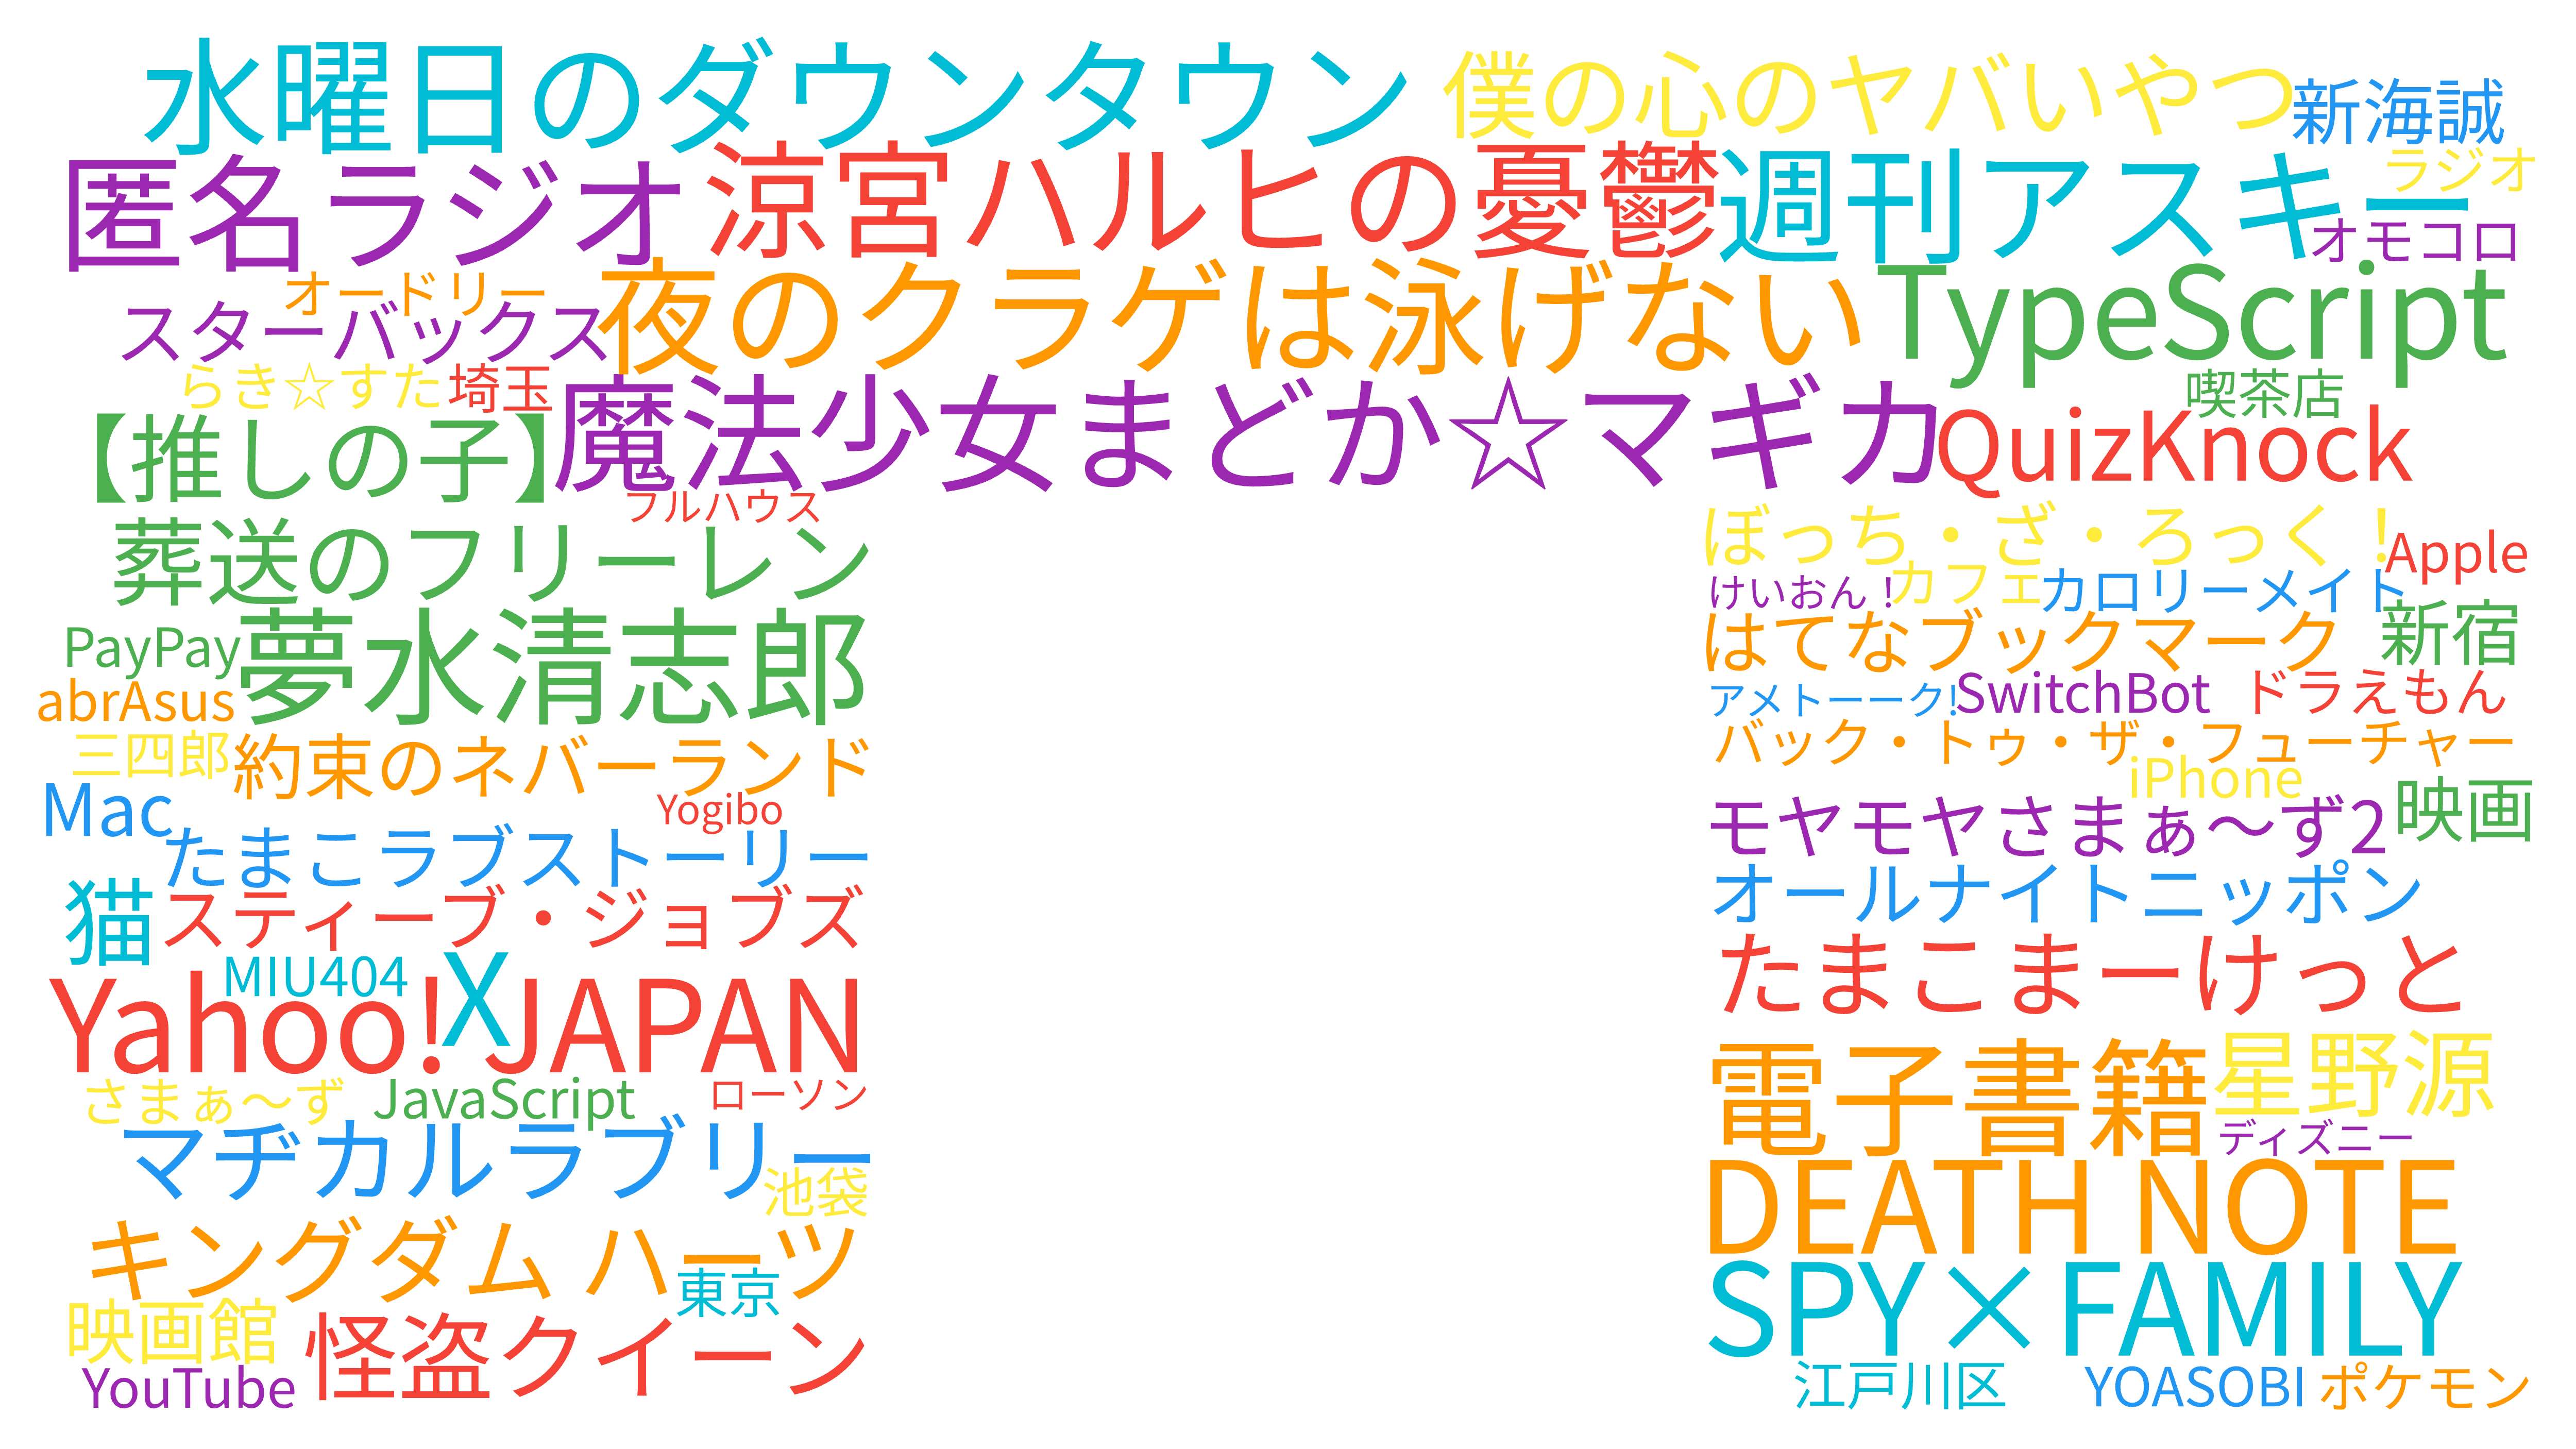 水曜日のダウンタウン
僕の心のヤバいやつ
新海誠
匿名ラジオ
涼宮ハルヒの憂鬱
週刊アスキー
ラジオ
オモコロ
オードリー
スターバックス
夜のクラゲは泳げない
TypeScript
らき☆すた
埼玉
魔法少女まどか☆マギカ
喫茶店
QuizKnock
【推しの子】
フルハウス
葬送のフリーレン
PayPay
夢水清志郎
abrAsus
三四郎
約束のネバーランド
Mac
Yogibo
たまこラブストーリー
猫
スティーブ・ジョブズ
MIU404
X
Yahoo! JAPAN
さまぁ〜ず
JavaScript
ローソン
マヂカルラブリー
池袋
キングダム ハーツ
東京
映画館
怪盗クイーン
YouTube
ぼっち・ざ・ろっく！
Apple
けいおん！
カフェ
カロリーメイト
はてなブックマーク
新宿
アメトーーク!
SwitchBot
ドラえもん
バック・トゥ・ザ・フューチャー
iPhone
モヤモヤさまぁ〜ず2
映画
オールナイトニッポン
たまこまーけっと
電子書籍
星野源
ディズニー
DEATH NOTE
SPY×FAMILY
江戸川区
YOASOBI
ポケモン